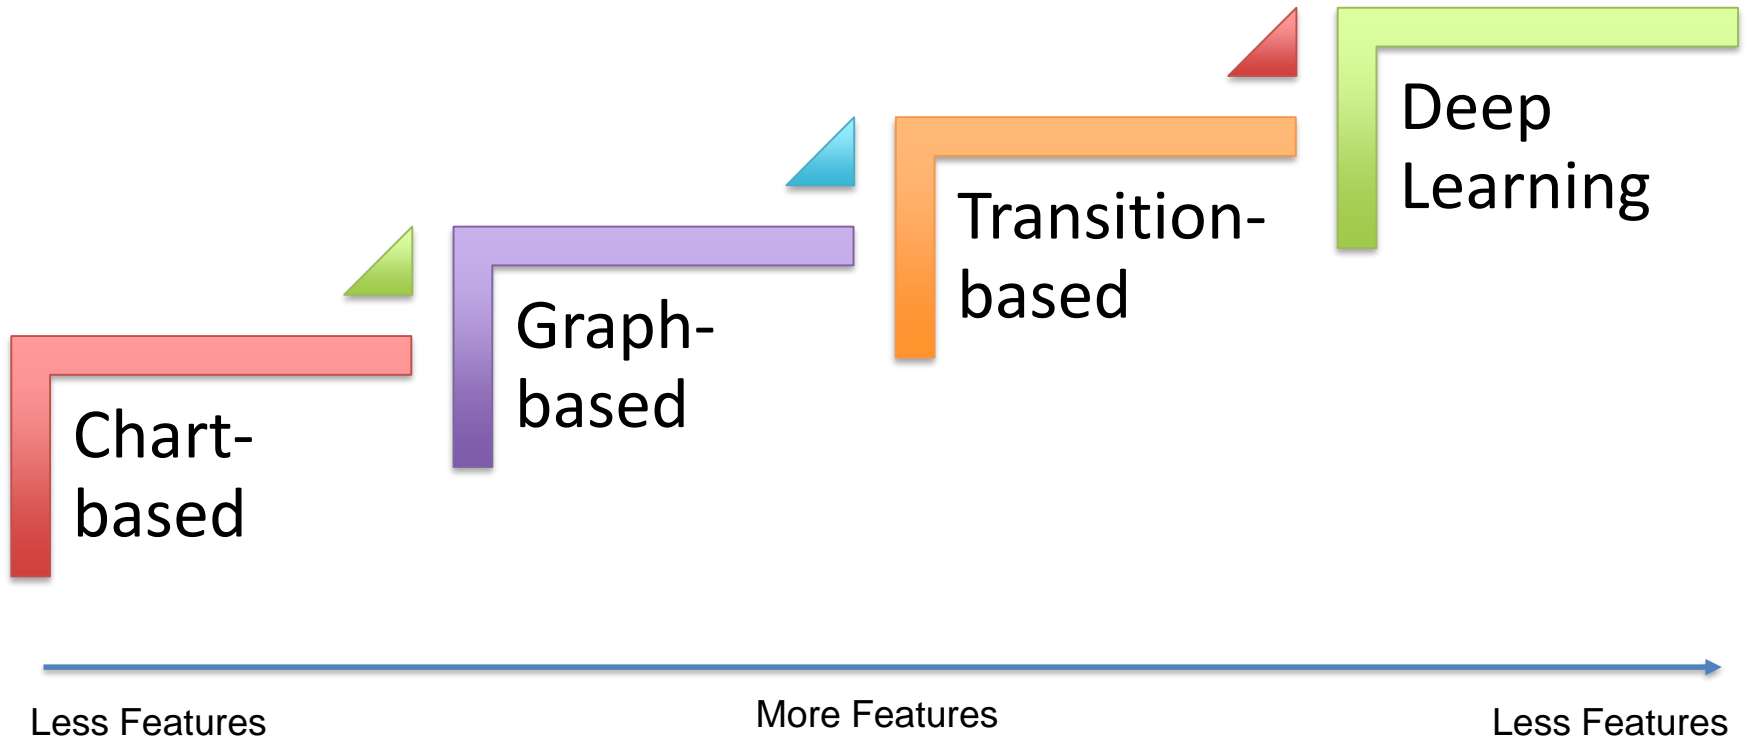 Chart-
based
Graph-
based
Transition-
based
Deep
Learning
Less Features
More Features
Less Features